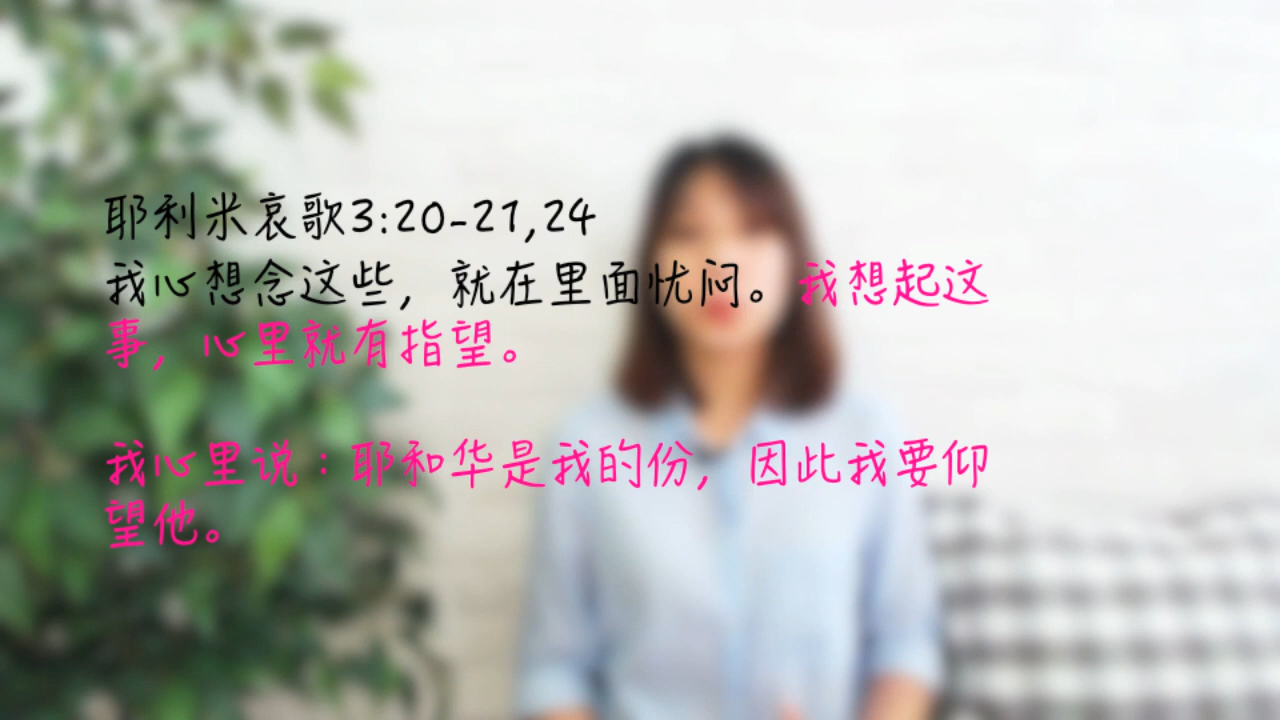 耶利米哀歌3:20-21,24
我心想念这些，就在里面忧闷。我想起这
事，心里就有指望。
我心里说：耶和华是我的份，因此我要仰
望他。